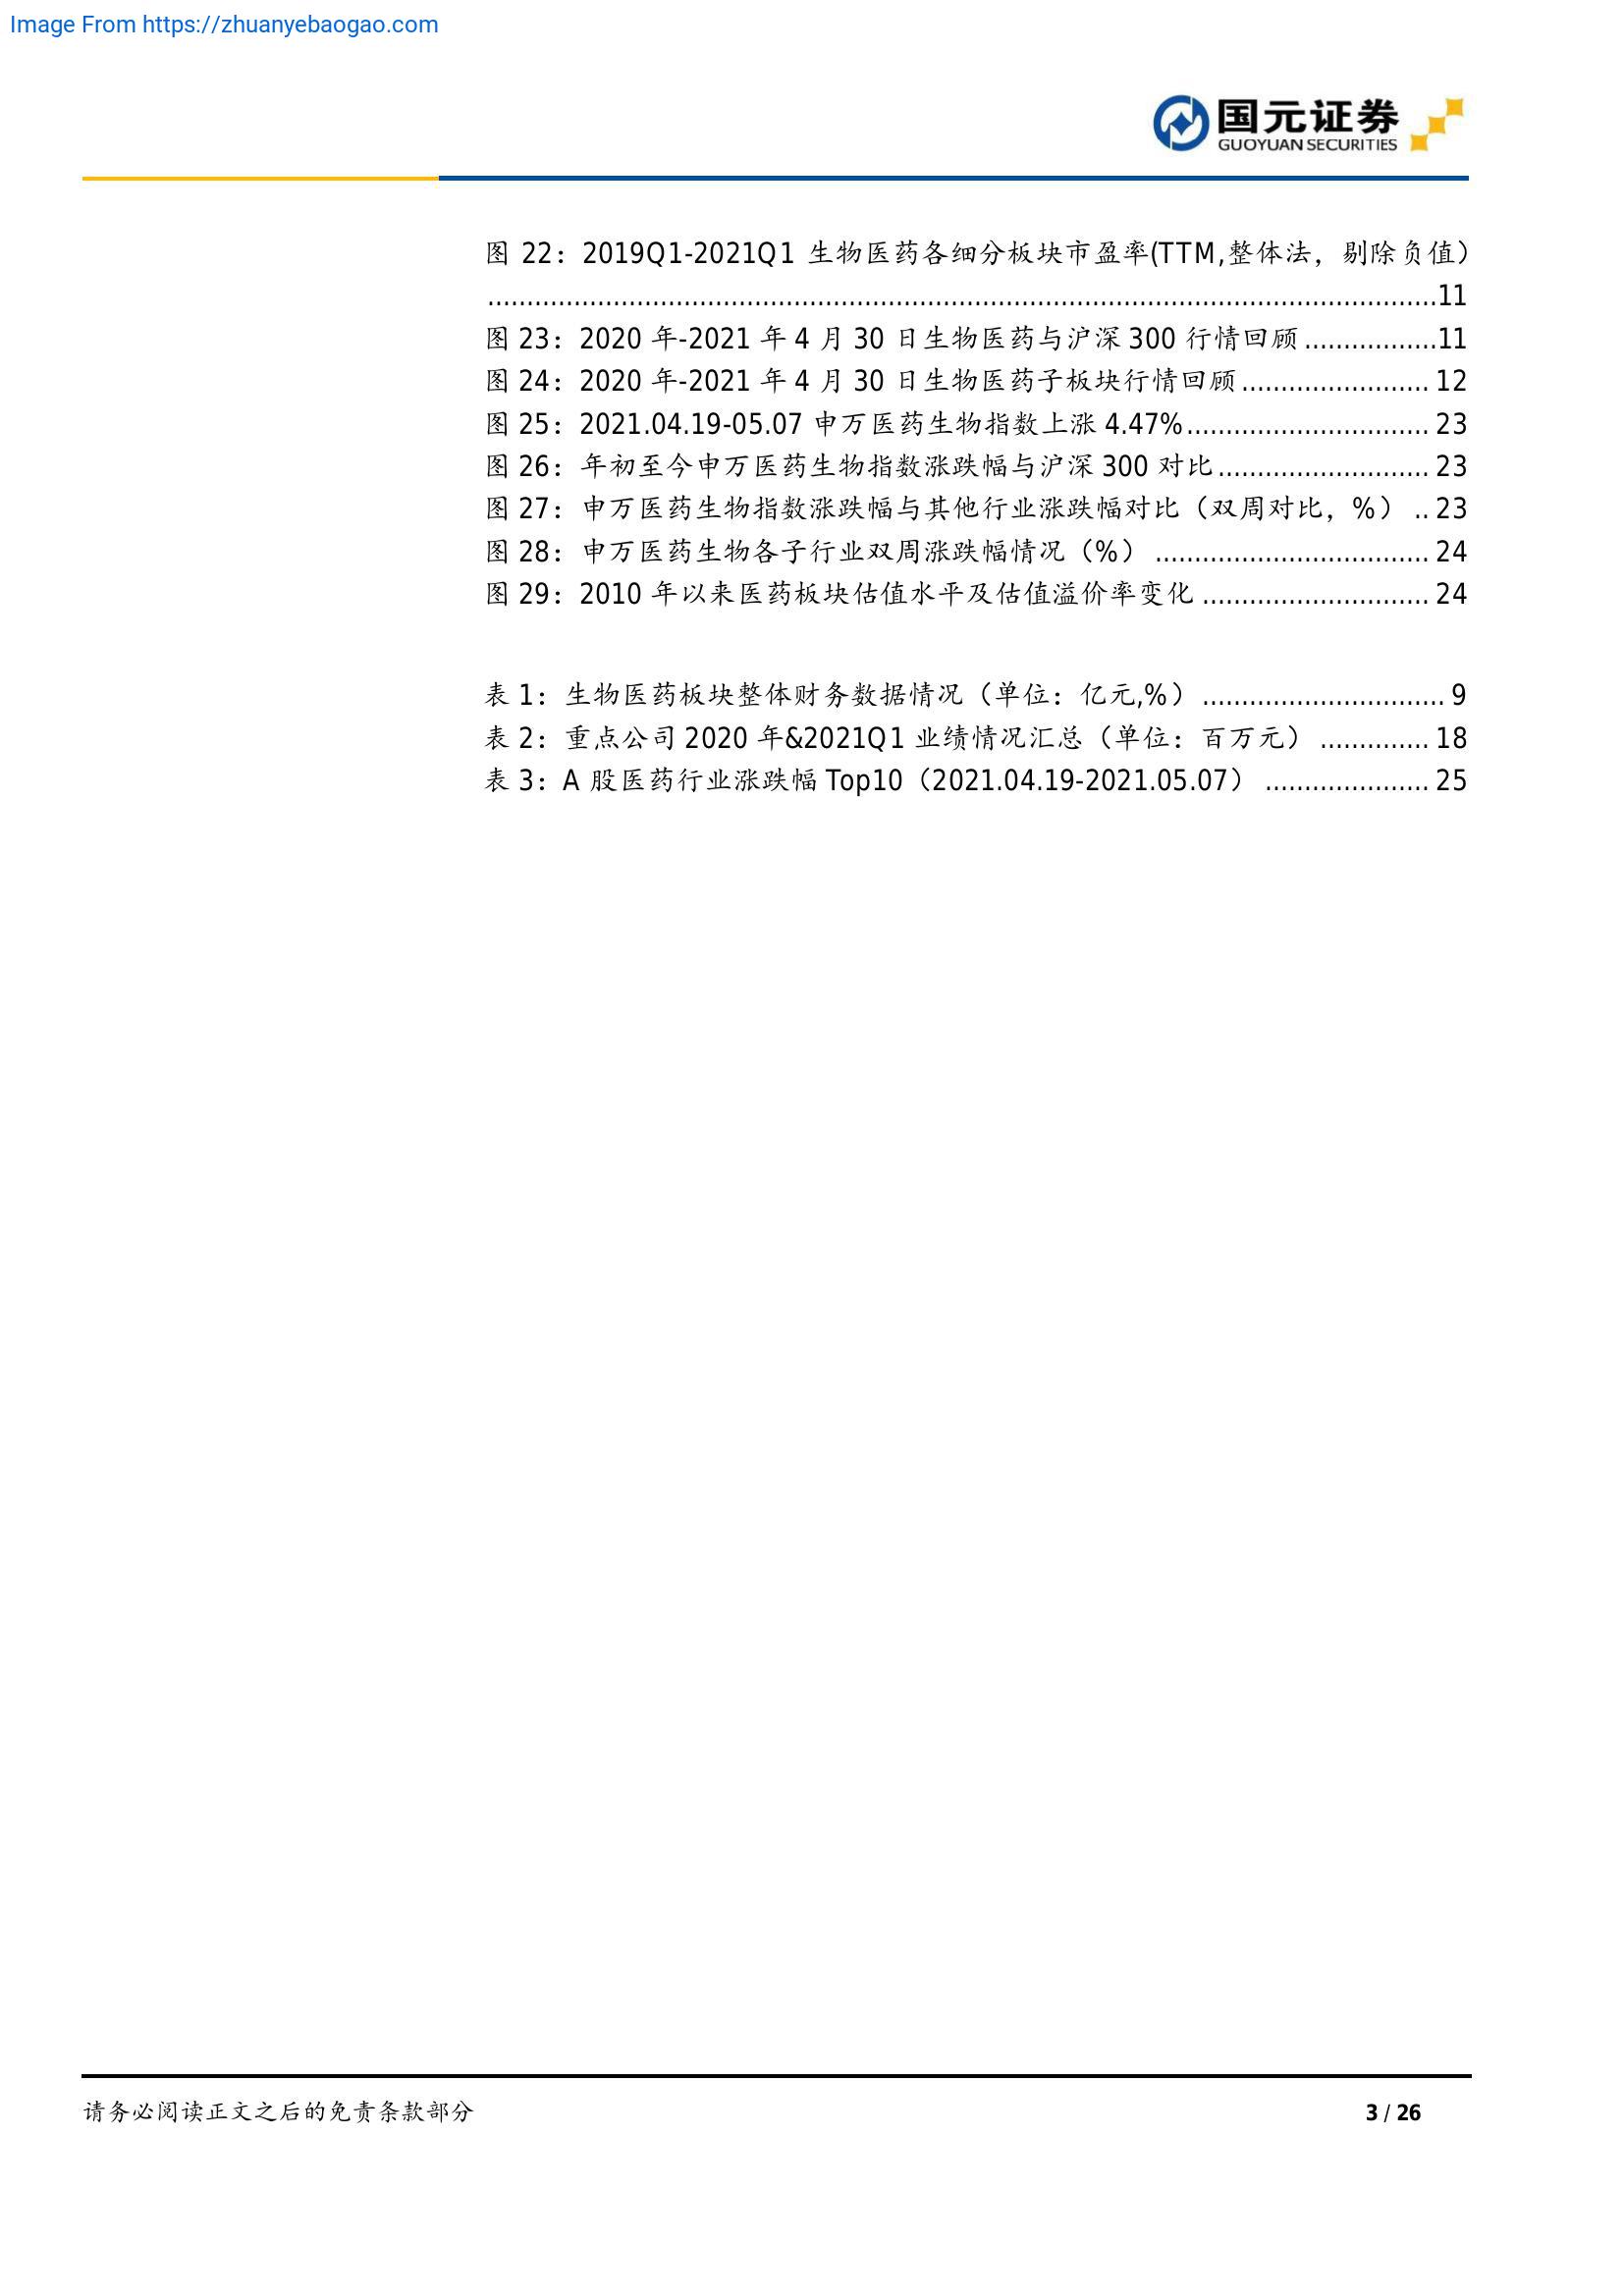 Image From https://zhuanyebaogao.com
国元证券
GUOYUAN SECURITIES
图 22：2019Q1-2021Q1 生物医药各细分板块市盈率(TTM,整体法，剔除负值）
........................................................................................................................11
图 23：2020 年-2021 年 4 月 30 日生物医药与沪深 300 行情回顾.................11
图 24：2020 年-2021 年 4 月 30 日生物医药子板块行情回顾........................ 12
图 25：2021.04.19-05.07 申万医药生物指数上涨 4.47%............................... 23
图 26：年初至今申万医药生物指数涨跌幅与沪深 300 对比........................... 23
图 27：申万医药生物指数涨跌幅与其他行业涨跌幅对比（双周对比，%） .. 23
图 28：申万医药生物各子行业双周涨跌幅情况（%） ................................... 24
图 29：2010 年以来医药板块估值水平及估值溢价率变化 ............................. 24
表 1：生物医药板块整体财务数据情况（单位：亿元,%） ............................... 9
表 2：重点公司 2020 年&2021Q1 业绩情况汇总（单位：百万元） .............. 18
表 3：A 股医药行业涨跌幅 Top10（2021.04.19-2021.05.07） ..................... 25
请务必阅读正文之后的免责条款部分
3 / 26